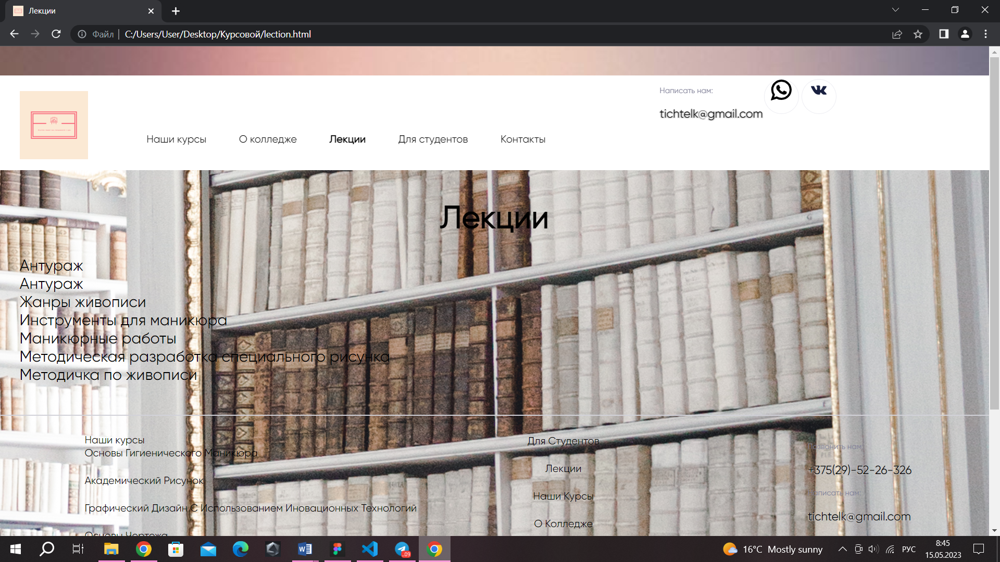 Лекции
Файл
C:/Users/User/Desktop/Курсовой/lection.html
Написать нам:
tichtelk@gmail.com
Наши курсы
О колледже
Лекции
Для студентов
Контакты
Лекции
Антураж
Антураж
Жанры живописи
Инструменты для маникюра
Маникюрные работы
Методическая разработка специального рисунка
Методичка по живописи
Наши курсы
Основы Гигиенического Маникюра
Академический Рисунок
Графический Дизайн С Использованием Иновационных Технологий
Основы Чертежа
Для Студентов
Лекции
Наши Курсы
О Колледже
Позвонить нам:
+375(29)-52-26-326
Написать нам:
tichtelk@gmail.com
16°C Mostly sunny
РУС
8:45
15.05.2023